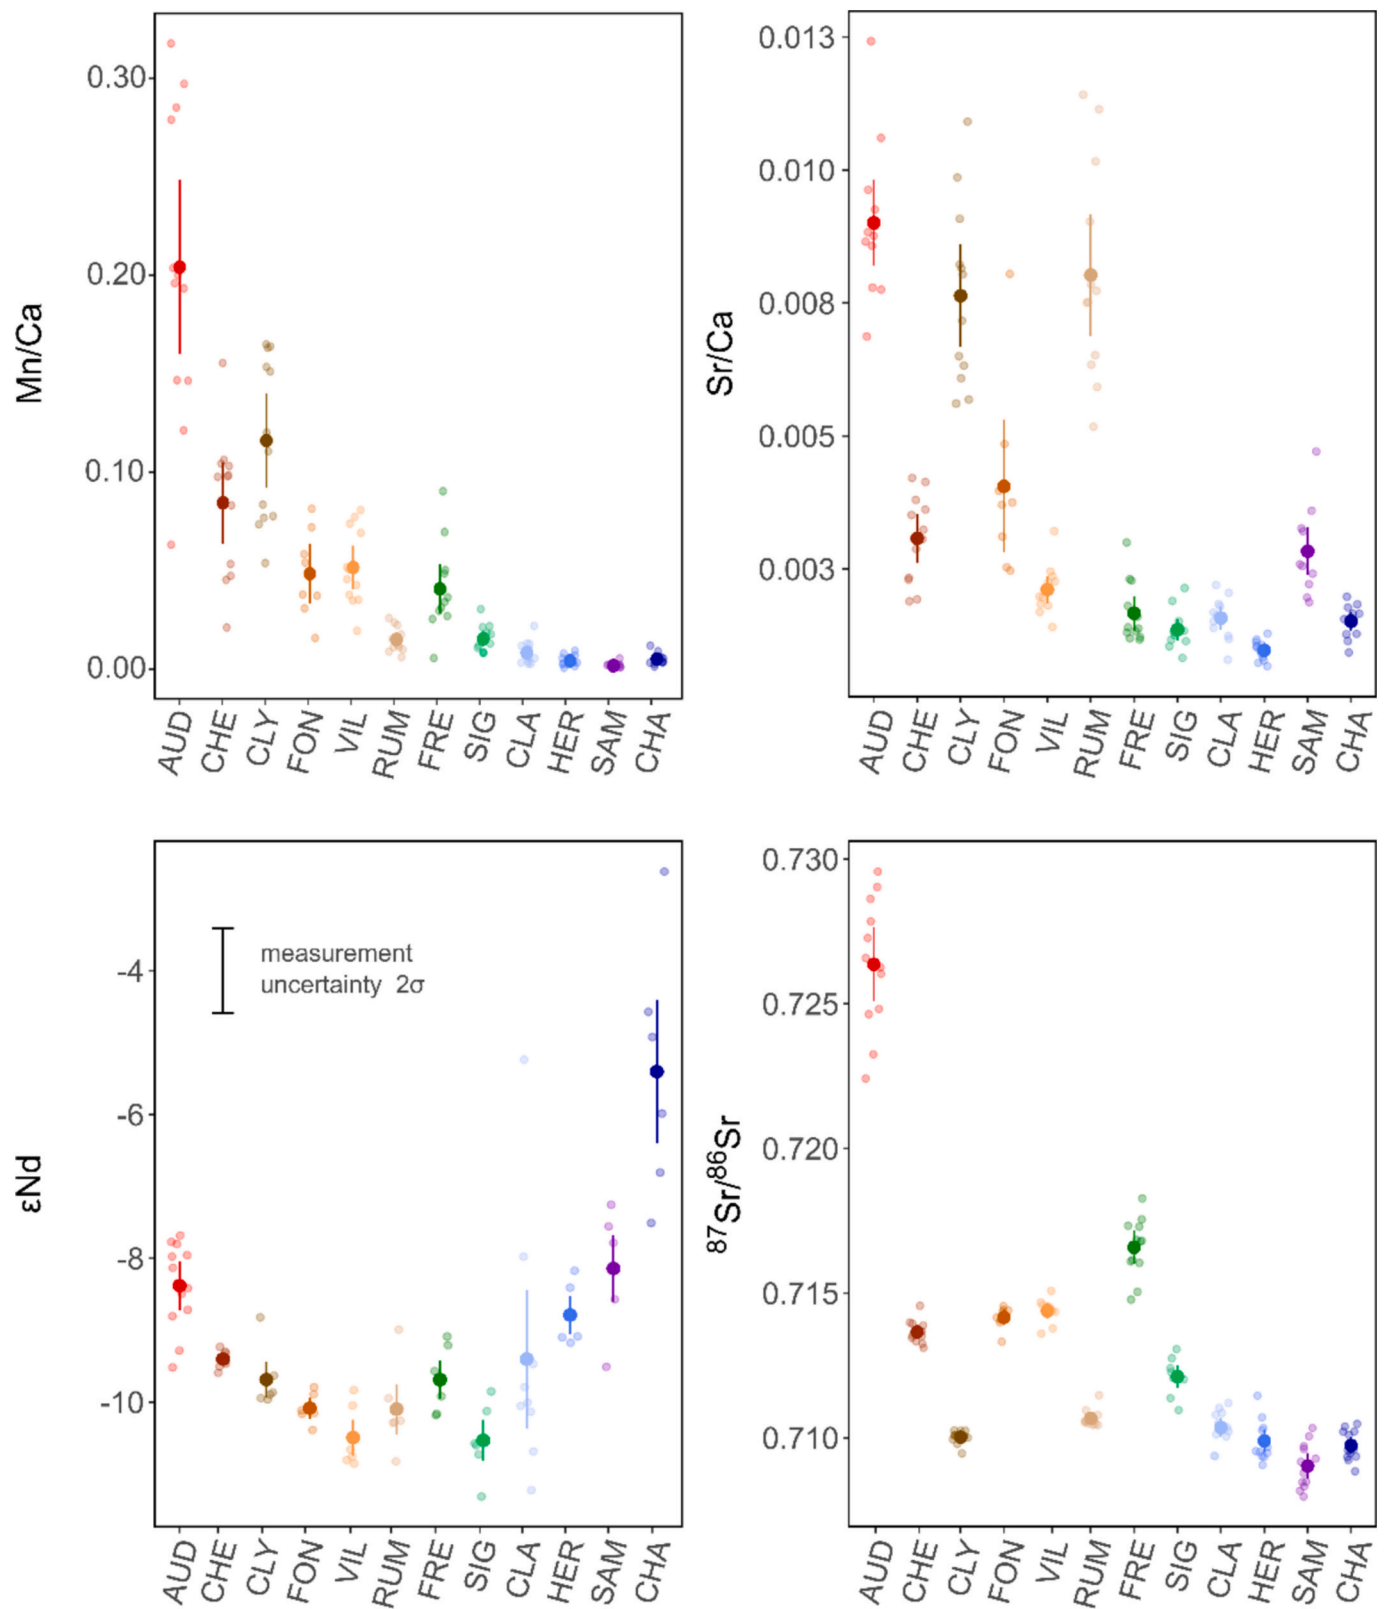 Mn/Ca
0.30
0.20
0.10
0.00
AUD CHE CLY FON VIL RUM FRE SIG CLA HER SAM CHA
Sr/Ca
0.013
0.010
0.008
0.005
0.003
AUD CHE CLY FON VIL RUM FRE SIG CLA HER SAM CHA
εNd
-4
-6
-8
-10
measurement
uncertainty 2σ
AUD CHE CLY FON VIL RUM FRE SIG CLA HER SAM CHA
⁸⁷Sr/⁸⁶Sr
0.730
0.725
0.720
0.715
0.710
AUD CHE CLY FON VIL RUM FRE SIG CLA HER SAM CHA